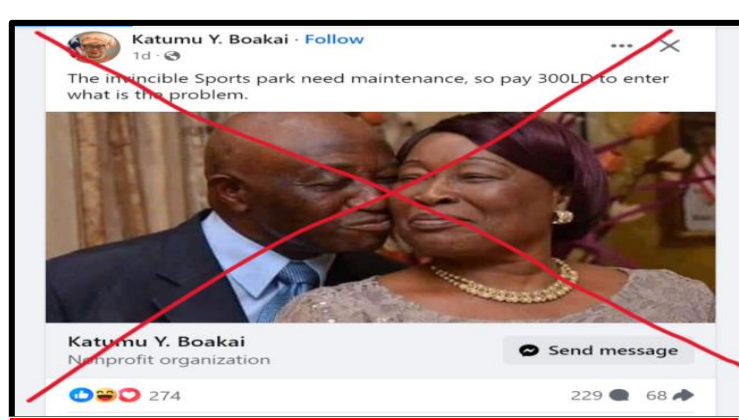 Katumu Y. Boakai · Follow
1d ·
The invincible Sports park need maintenance, so pay 300LD to enter
what is the problem.
Katumu Y. Boakai
Nonprofit organization
Send message
274
229 68